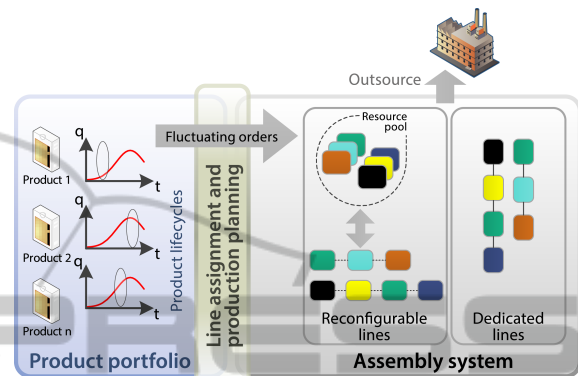 Outsource
Resource
pool
Fluctuating orders
q
t
Product 1
q
t
Product 2
q
t
Product n
Product lifecycles
Line assignment and
production planning
Reconfigurable
lines
Dedicated
lines
Product portfolio
Assembly system
PRESS